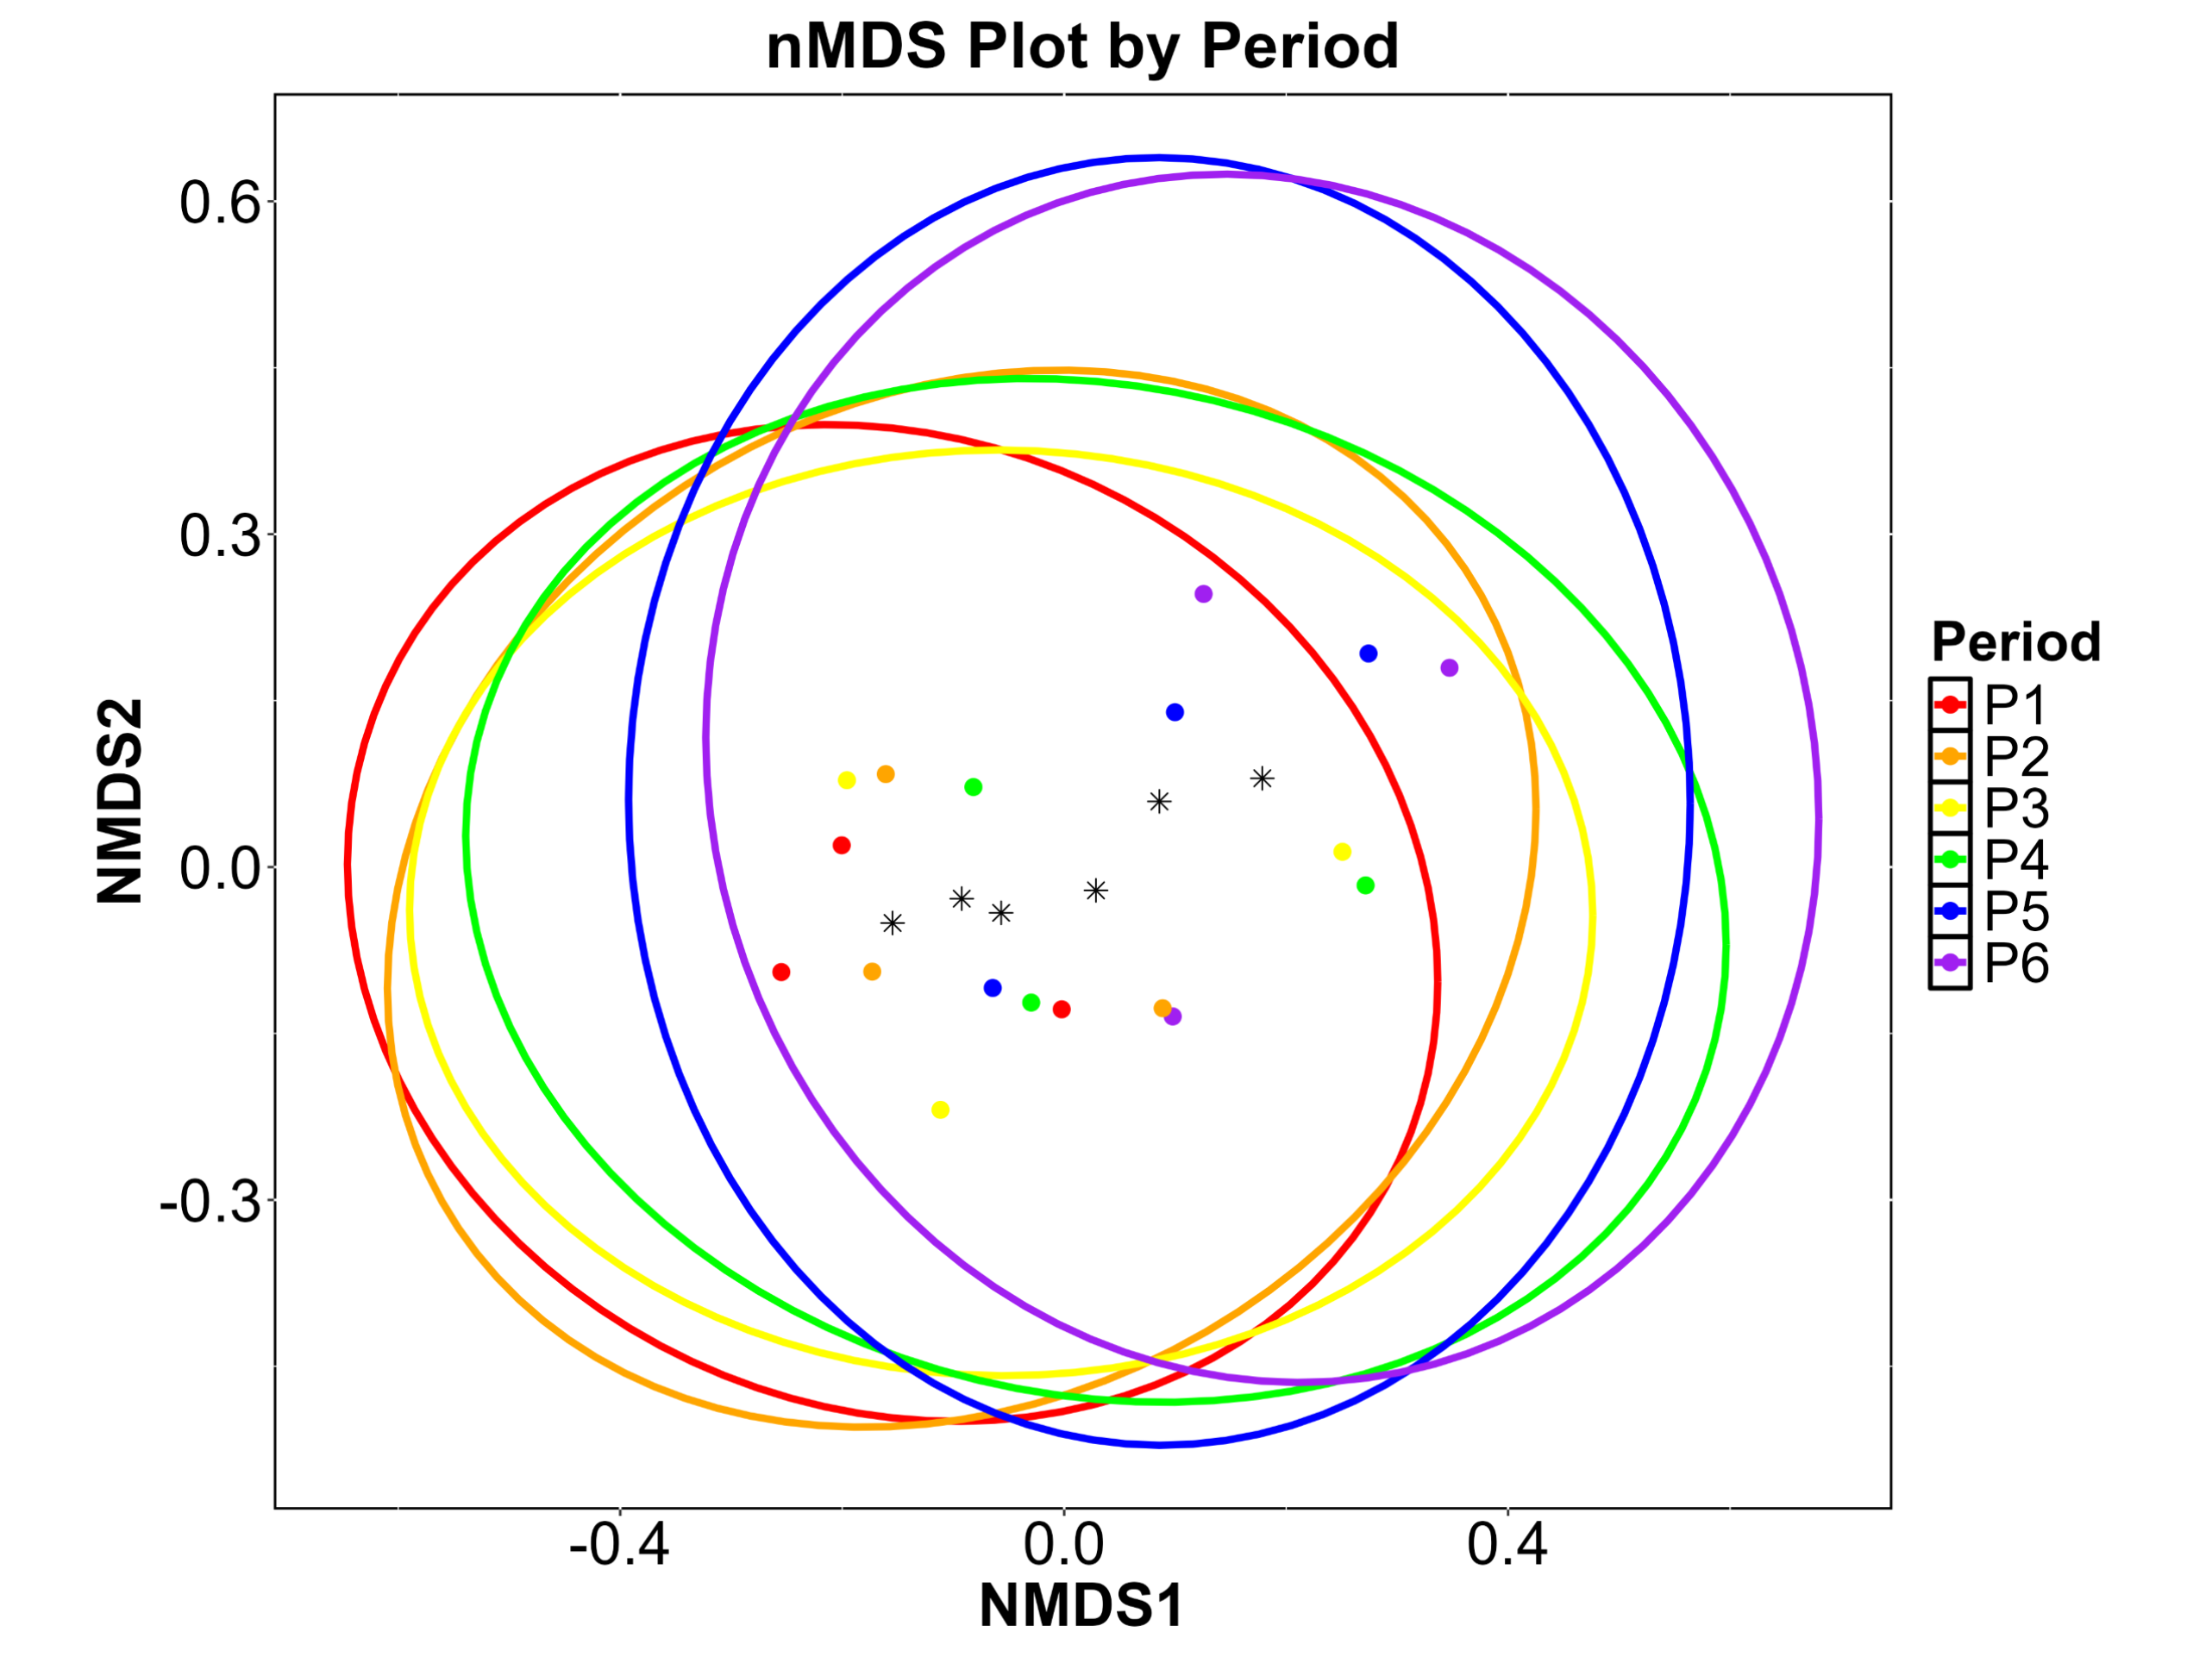 nMDS Plot by Period
0.6
0.3
0.0
-0.3
NMDS2
-0.4
0.0
0.4
NMDS1
Period
P1
P2
P3
P4
P5
P6